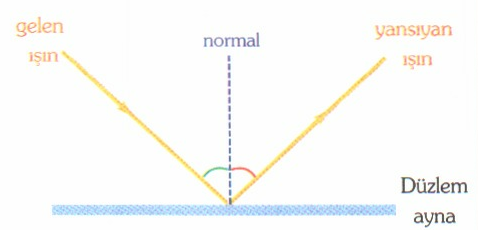 gelen
ışın
normal
yansıyan
ışın
Düzlem
ayna